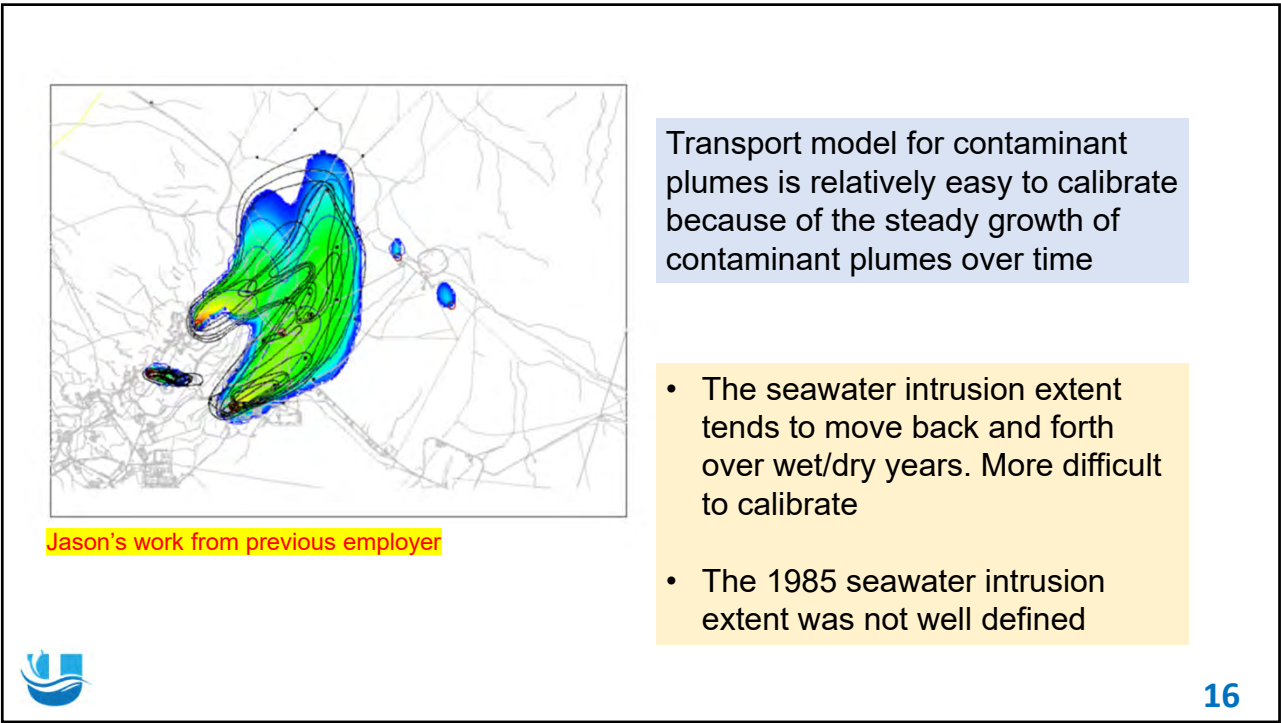 Transport model for contaminant
plumes is relatively easy to calibrate
because of the steady growth of
contaminant plumes over time
• The seawater intrusion extent
tends to move back and forth
over wet/dry years. More difficult
to calibrate
• The 1985 seawater intrusion
extent was not well defined
Jason's work from previous employer
16